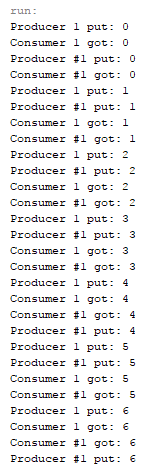 run:
Producer 1 put: 0
Consumer 1 got: 0
Producer #1 put: 0
Consumer #1 got: 0
Producer 1 put: 1
Producer #1 put: 1
Consumer 1 got: 1
Consumer #1 got: 1
Producer 1 put: 2
Producer #1 put: 2
Consumer 1 got: 2
Consumer #1 got: 2
Producer 1 put: 3
Producer #1 put: 3
Consumer 1 got: 3
Consumer #1 got: 3
Producer 1 put: 4
Consumer 1 got: 4
Consumer #1 got: 4
Producer #1 put: 4
Producer 1 put: 5
Producer #1 put: 5
Consumer 1 got: 5
Consumer #1 got: 5
Producer 1 put: 6
Consumer 1 got: 6
Consumer #1 got: 6
Producer #1 put: 6